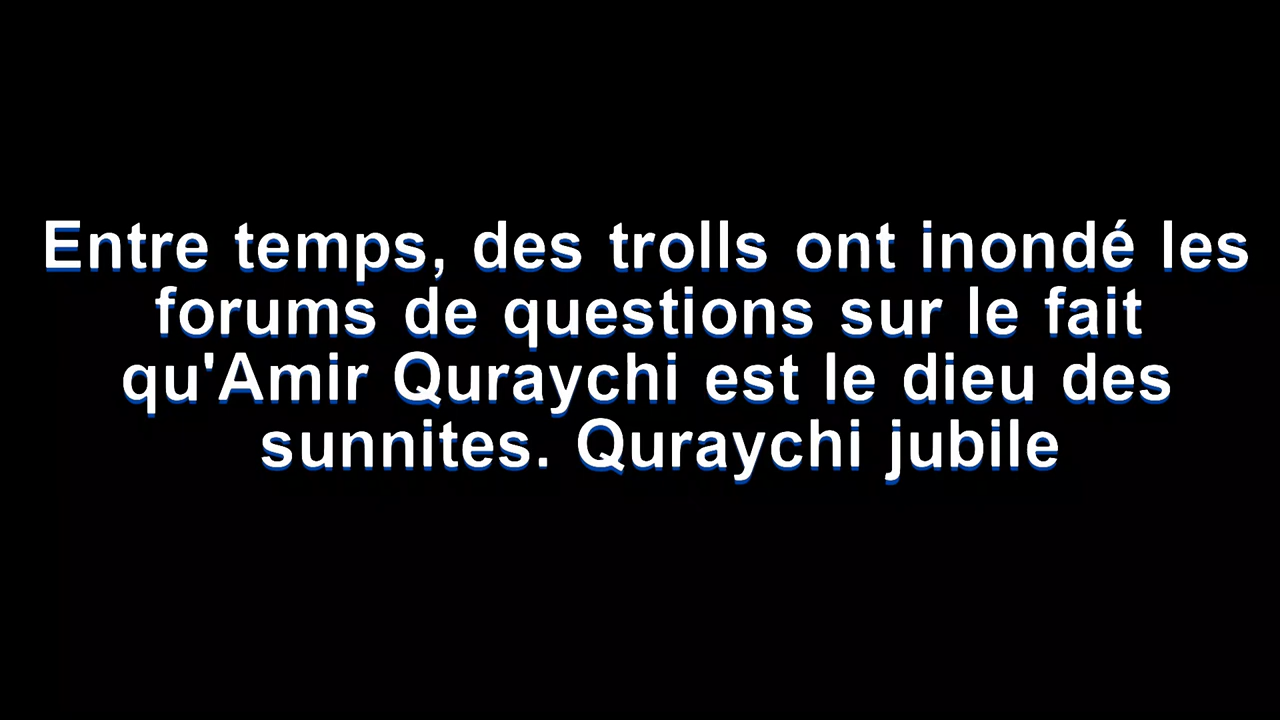 Entre temps, des trolls ont inondé les
forums de questions sur le fait
qu'Amir Quraychi est le dieu des
sunnites. Quraychi jubile